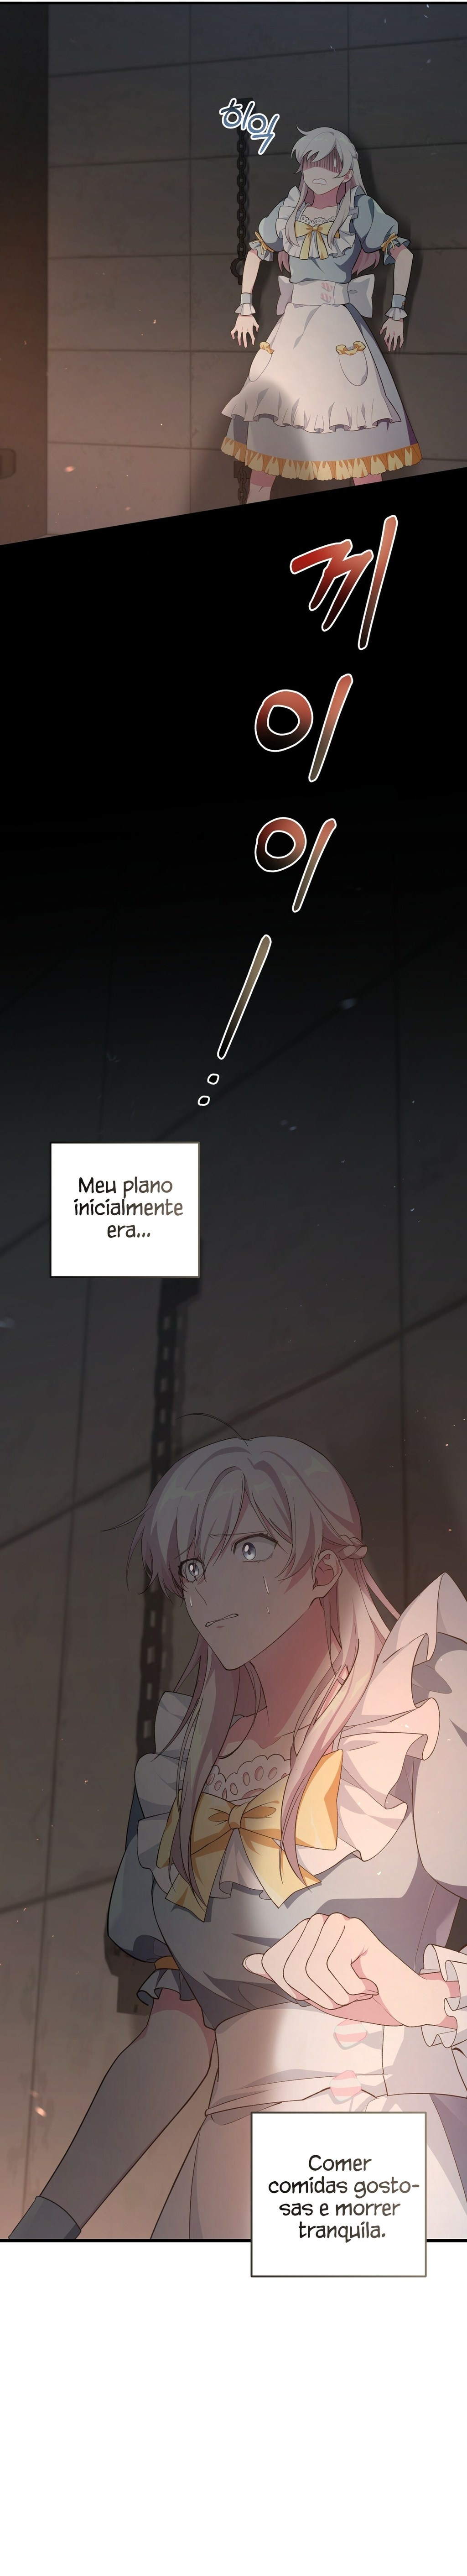 히익
끼
이
이
Meu plano
inicialmente
era...
Comer
comidas gosto-
sas e morrer
tranquila.